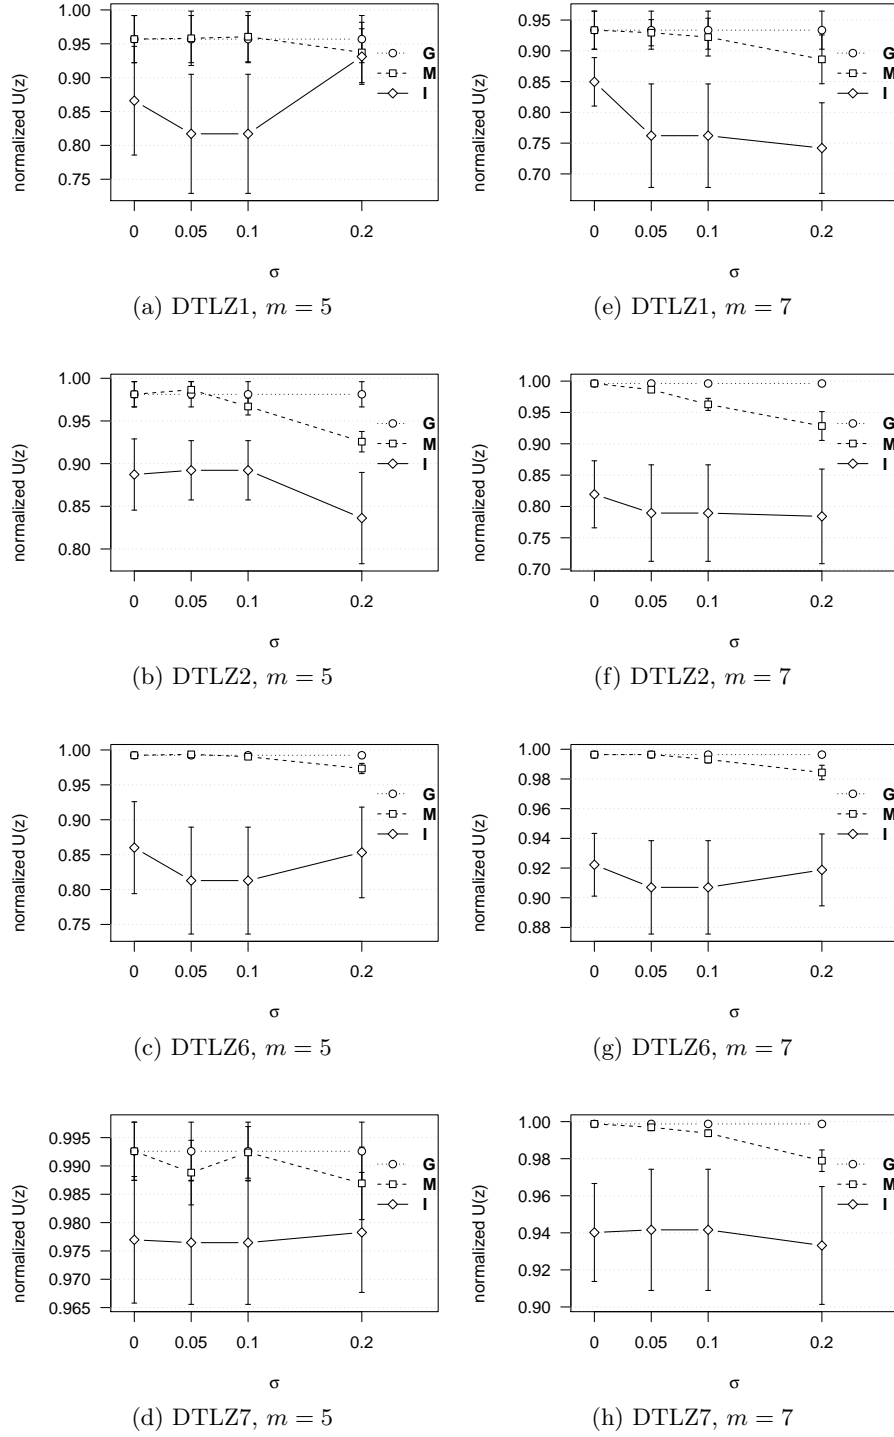 normalized U(z)
1.00
0.95
0.90
0.85
0.80
0.75
0
0.05
0.1
0.2
σ
G
M
I
(a) DTLZ1, m = 5
normalized U(z)
0.95
0.90
0.85
0.80
0.75
0.70
0
0.05
0.1
0.2
σ
G
M
I
(e) DTLZ1, m = 7
normalized U(z)
1.00
0.95
0.90
0.85
0.80
0
0.05
0.1
0.2
σ
G
M
I
(b) DTLZ2, m = 5
normalized U(z)
1.00
0.95
0.90
0.85
0.80
0.75
0.70
0
0.05
0.1
0.2
σ
G
M
I
(f) DTLZ2, m = 7
normalized U(z)
1.00
0.95
0.90
0.85
0.80
0.75
0
0.05
0.1
0.2
σ
G
M
I
(c) DTLZ6, m = 5
normalized U(z)
1.00
0.98
0.96
0.94
0.92
0.90
0.88
0
0.05
0.1
0.2
σ
G
M
I
(g) DTLZ6, m = 7
normalized U(z)
0.995
0.990
0.985
0.980
0.975
0.970
0.965
0
0.05
0.1
0.2
σ
G
M
I
(d) DTLZ7, m = 5
normalized U(z)
1.00
0.98
0.96
0.94
0.92
0.90
0
0.05
0.1
0.2
σ
G
M
I
(h) DTLZ7, m = 7